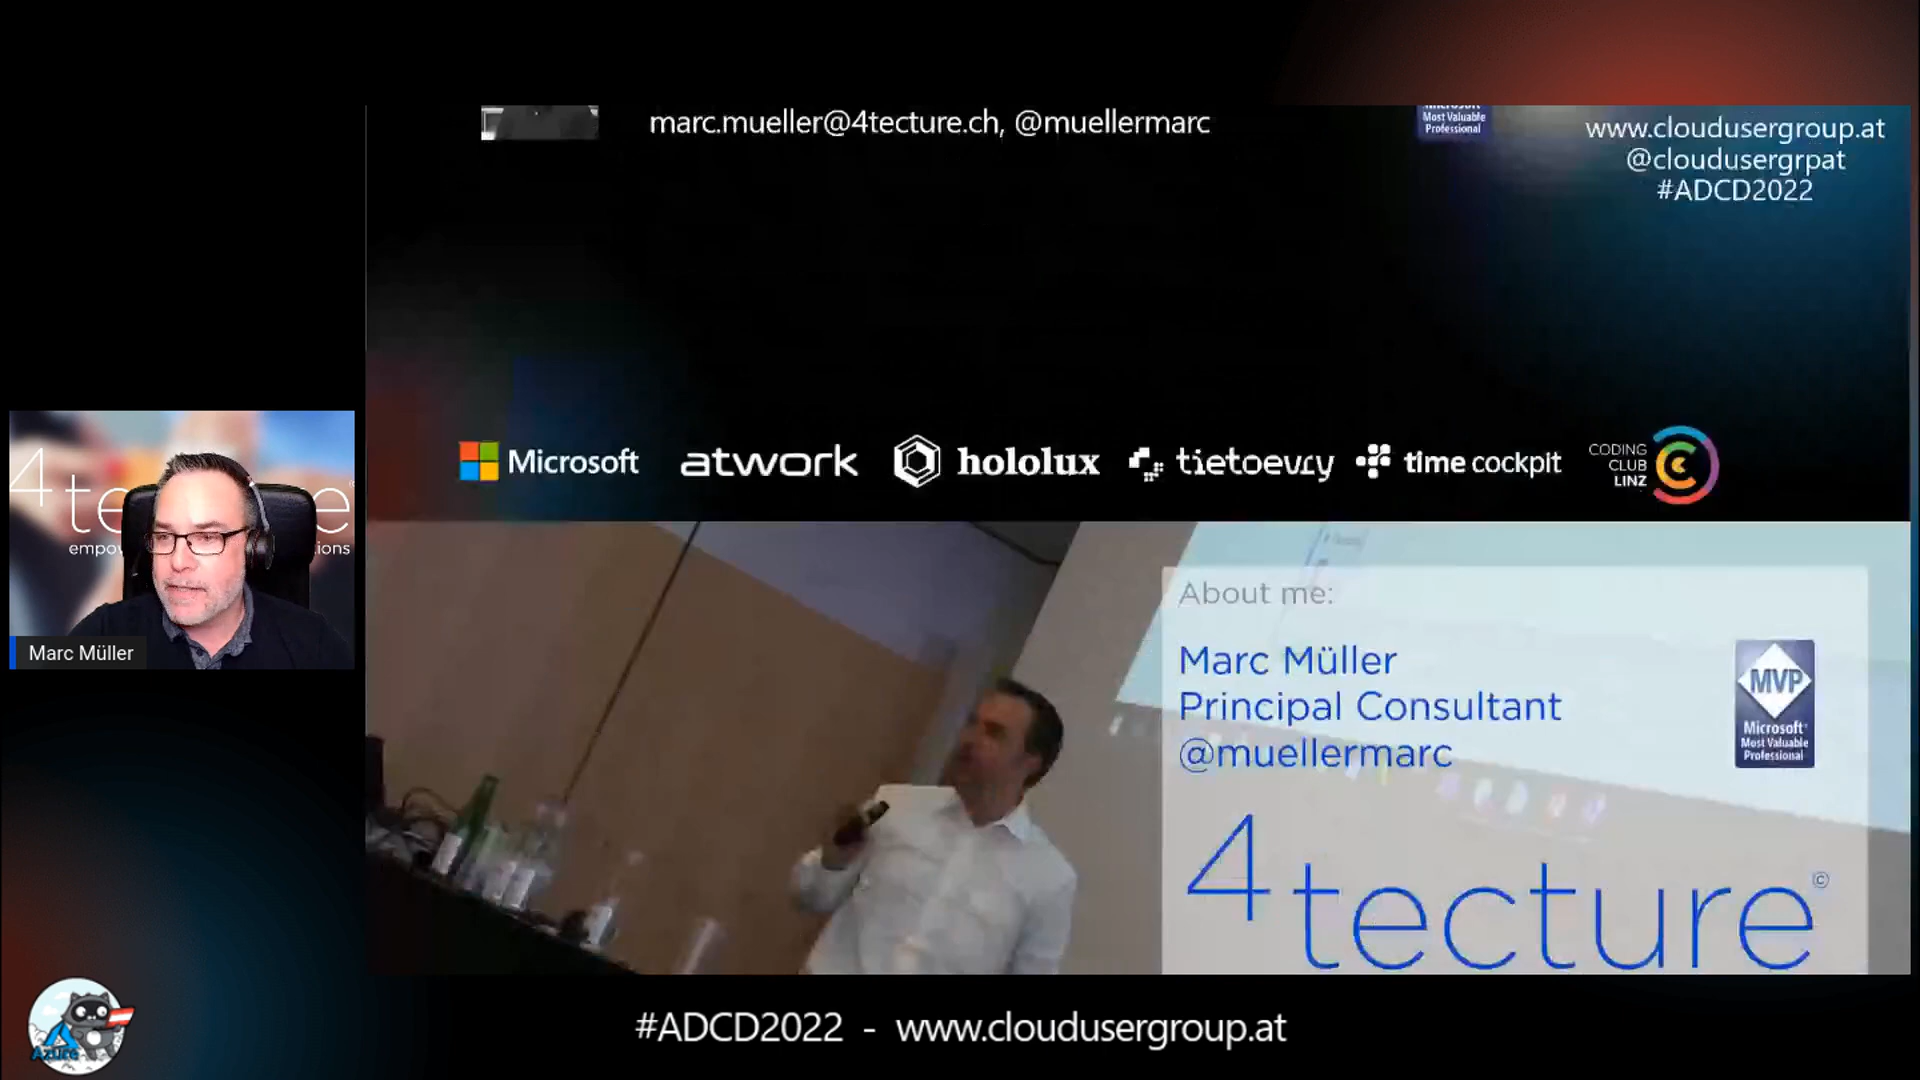 marc.mueller@4tecture.ch, @muellermarc
Most Valuable
Professional
www.cloudusergroup.at
@cloudusergrpat
#ADCD2022
Microsoft
atwork
hololux
tietoevry
time cockpit
CODING
CLUB
LINZ
4tecture
Marc Müller
About me:
Marc Müller
Principal Consultant
@muellermarc
MVP
Microsoft®
Most Valuable
Professional
4tecture©
#ADCD2022 - www.cloudusergroup.at
Azure